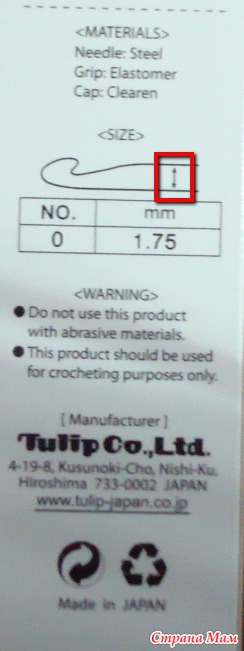 <MATERIALS>
Needle: Steel
Grip: Elastomer
Cap: Clearen
<SIZE>
NO. mm
0 1.75
<WARNING>
● Do not use this product
with abrasive materials.
● This product should be used
for crocheting purposes only.
[ Manufacturer ]
Tulip Co.,Ltd.
4-19-8, Kusunoki-Cho, Nishi-Ku,
Hiroshima 733-0002 JAPAN
www.tulip-japan.co.jp
Made in JAPAN
Страна Мам